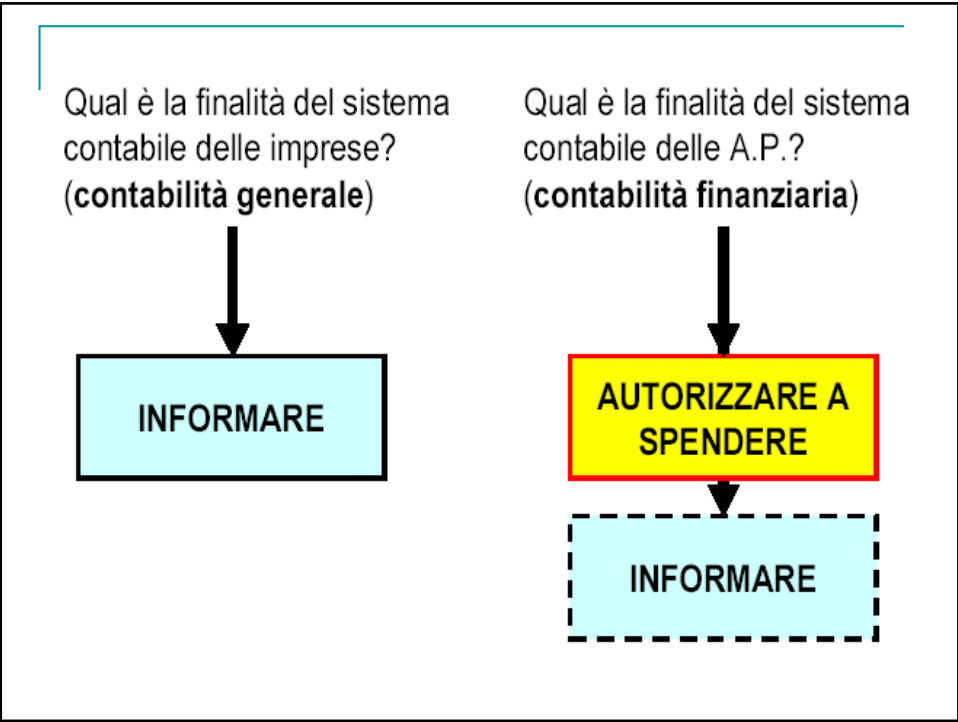 Qual è la finalità del sistema
contabile delle imprese?
(contabilità generale)
INFORMARE
Qual è la finalità del sistema
contabile delle A.P.?
(contabilità finanziaria)
AUTORIZZARE A
SPENDERE
INFORMARE